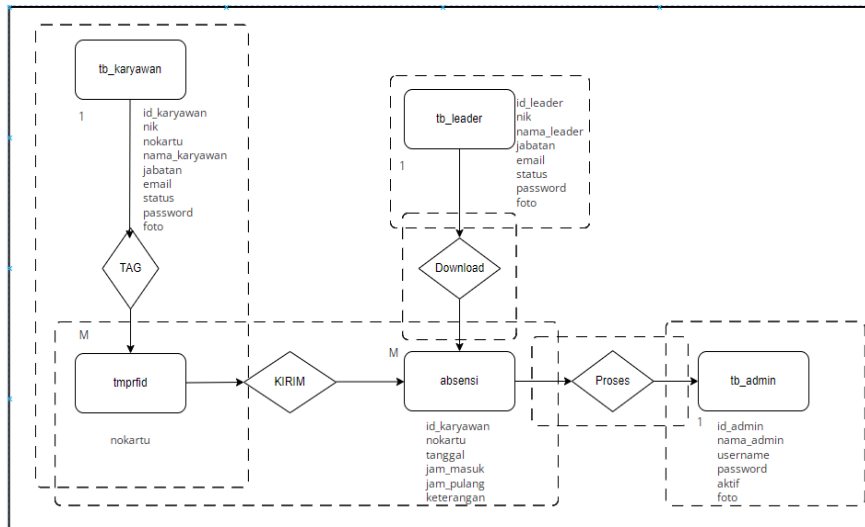 tb_karyawan
1
id_karyawan
nik
nokartu
nama_karyawan
jabatan
email
status
password
foto
tb_leader
1
id_leader
nik
nama_leader
jabatan
email
status
password
foto
TAG
Download
M
tmprfid
nokartu
KIRIM
M
absensi
id_karyawan
nokartu
tanggal
jam_masuk
jam_pulang
keterangan
Proses
tb_admin
1
id_admin
nama_admin
username
password
aktif
foto